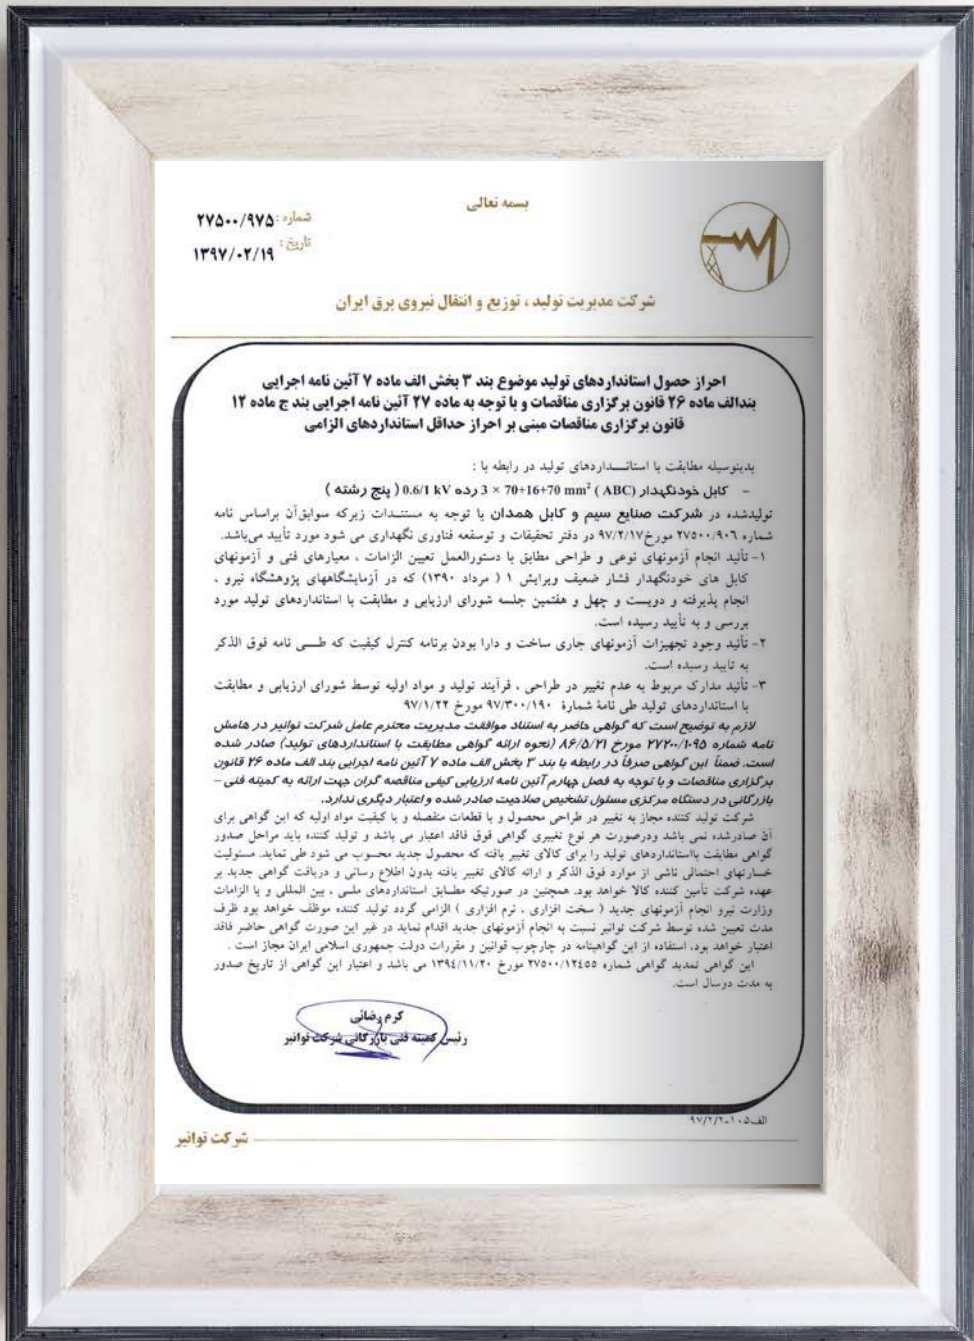 بسمه تعالی
شماره: ۲۷۵۰۰/۹۷۵
تاریخ: ۱۳۹۷/۰۲/۱۹
شرکت مدیریت تولید ، توزیع و انتقال نیروی برق ایران
احراز حصول استانداردهای تولید موضوع بند ۳ بخش الف ماده ۷ آئین نامه اجرایی
بندالف ماده ۲۶ قانون برگزاری مناقصات و با توجه به ماده ۲۷ آئین نامه اجرایی بند ج ماده ۱۲
قانون برگزاری مناقصات مبنی بر احراز حداقل استانداردهای الزامی
بدینوسیله مطابقت با استانــداردهای تولید در رابطه با :
- کابل خودنگهدار (ABC) 3 × 70+16+70 mm² رده 0.6/1 kV ( پنج رشته )
تولیدشده در شرکت صنایع سیم و کابل همدان با توجه به مستنــدات زیرکه سوابق‌آن براساس نامه
شماره ۲۷۵۰۰/۹۰۶ مورخ۹۷/۲/۱۷ در دفتر تحقیقات و توسعه فناوری نگهداری می شود مورد تأیید می‌باشد.
۱- تأئید انجام آزمونهای نوعی و طراحی مطابق با دستورالعمل تعیین الزامات ، معیارهای فنی و آزمونهای
کابل های خودنگهدار فشار ضعیف ویرایش ۱ ( مرداد ۱۳۹۰) که در آزمایشگاههای پژوهشگاه نیرو ،
انجام پذیرفته و دویست و چهل و هفتمین جلسه شورای ارزیابی و مطابقت با استانداردهای تولید مورد
بررسی و به تأیید رسیده است.
۲- تأئید وجود تجهیزات آزمونهای جاری ساخت و دارا بودن برنامه کنترل کیفیت که طــی نامه فوق الذکر
به تایید رسیده است.
۳- تأئید مدارک مربوط به عدم تغییر در طراحی ، فرآیند تولید و مواد اولیه توسط شورای ارزیابی و مطابقت
با استانداردهای تولید طی نامهٔ شمارهٔ ۹۷/۳۰۰/۱۹۰ مورخ ۹۷/۱/۲۲
لازم به توضیح است که گواهی حاضر به استناد موافقت مدیریت محترم عامل شرکت توانیر در هامش
نامه شماره ۲۷۲۰۰/۱۰۹۵ مورخ ۸۶/۵/۲۱ (نحوه ارائه گواهی مطابقت با استانداردهای تولید) صادر شده
است. ضمناً این گواهی صرفاً در رابطه با بند ۳ بخش الف ماده ۷ آئین نامه اجرایی بند الف ماده ۲۶ قانون
برگزاری مناقصات و با توجه به فصل چهارم آئین نامه ارزیابی کیفی مناقصه گران جهت ارائه به کمیته فنی –
بازرگانی در دستگاه مرکزی مسئول تشخیص صلاحیت صادر شده و اعتبار دیگری ندارد.
شرکت تولید کننده مجاز به تغییر در طراحی محصول و یا قطعات منفصله و یا کیفیت مواد اولیه که این گواهی برای
آن صادرشده نمی باشد ودرصورت هر نوع تغییری گواهی فوق فاقد اعتبار می باشد و تولید کننده باید مراحل صدور
گواهی مطابقت بااستانداردهای تولید را برای کالای تغییر یافته که محصول جدید محسوب می شود طی نماید. مسئولیت
خسارتهای احتمالی ناشی از موارد فوق الذکر و ارائه کالای تغییر یافته بدون اطلاع رسانی و دریافت گواهی جدید بر
عهده شرکت تأمین کننده کالا خواهد بود. همچنین در صورتیکه مطـابق استانداردهای ملـی ، بین المللی و یا الزامات
وزارت نیرو انجام آزمونهای جدید ( سخت افزاری ، نرم افزاری ) الزامی گردد تولید کننده موظف خواهد بود ظرف
مدت تعیین شده توسط شرکت توانیر نسبت به انجام آزمونهای جدید اقدام نماید در غیر این صورت گواهی حاضر فاقد
اعتبار خواهد بود. استفاده از این گواهینامه در چارچوب قوانین و مقررات دولت جمهوری اسلامی ایران مجاز است .
این گواهی تمدید گواهی شماره ۲۷۵۰۰/۱۲۴۵۵ مورخ ۱۳۹٤/۱۱/۲۰ می باشد و اعتبار این گواهی از تاریخ صدور
به مدت دوسال است.
کرم رضائی
رئیس کمیته فنی بازرگانی شرکت توانیر
شرکت توانیر